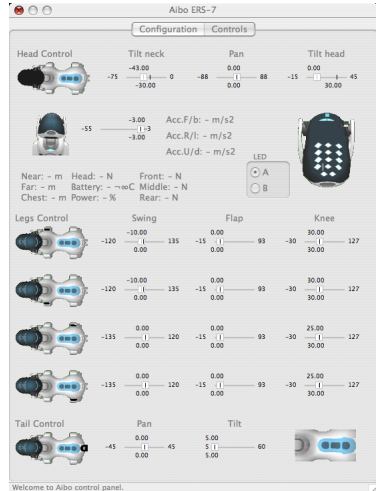 Aibo ERS-7
Configuration Controls
Head Control Tilt neck Pan Tilt head
-43.00 0.00 0.00
-75 0 -88 88 -15 45
-30.00 0.00 30.00
-3.00
-55 -3
-3.00
Acc.F/b: - m/s2
Acc.R/l: - m/s2
Acc.U/d: - m/s2
LED
A
B
Near: - m Head: - N Front: - N
Far: - m Battery: - ¬∞C Middle: - N
Chest: - m Power: - % Rear: - N
Legs Control Swing Flap Knee
-10.00 0.00 30.00
-120 135 -15 93 -30 127
0.00 0.00 30.00
-10.00 0.00 30.00
-120 135 -15 93 -30 127
0.00 0.00 30.00
0.00 0.00 25.00
-135 120 -15 93 -30 127
0.00 0.00 30.00
0.00 0.00 25.00
-135 120 -15 93 -30 127
0.00 0.00 30.00
Tail Control Pan Tilt
0.00 5.00
-45 45 5 60
0.00 5.00
Welcome to Aibo control panel.